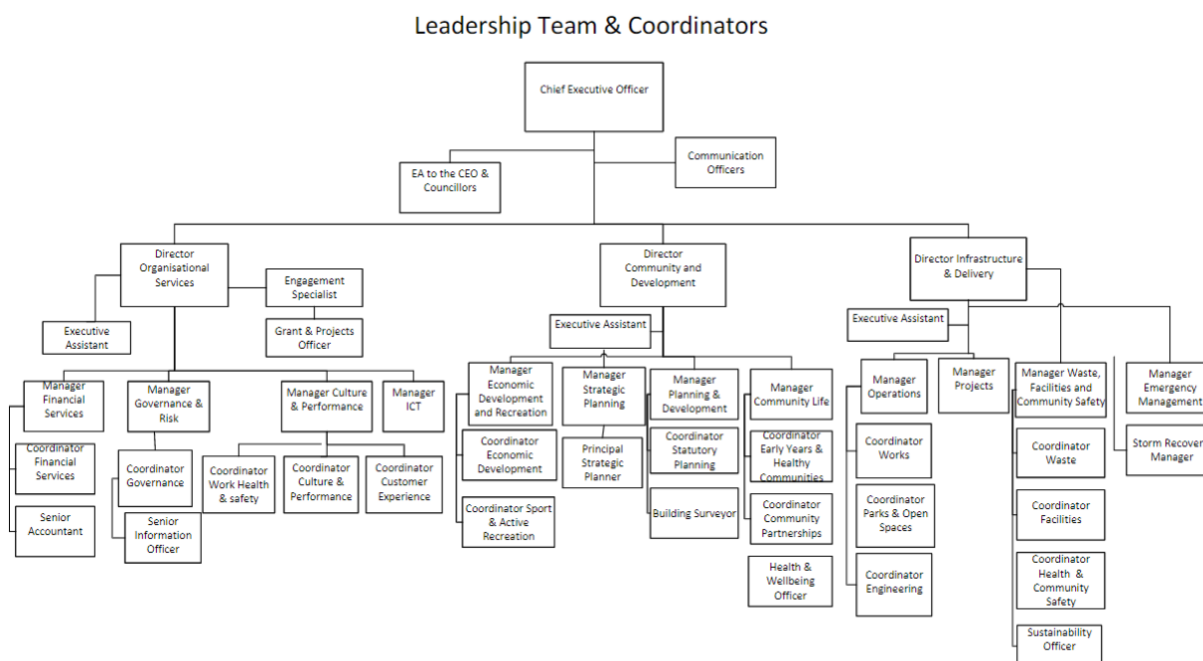 Leadership Team & Coordinators
Chief Executive Officer
EA to the CEO &
Councillors
Communication
Officers
Director
Organisational
Services
Engagement
Specialist
Executive
Assistant
Grant & Projects
Officer
Director
Community and
Development
Executive Assistant
Director Infrastructure
& Delivery
Executive Assistant
Manager
Financial Services
Manager
Governance &
Risk
Manager Culture
& Performance
Manager
ICT
Coordinator
Financial
Services
Senior
Accountant
Coordinator
Governance
Senior
Information
Officer
Coordinator
Work Health
& safety
Coordinator
Culture &
Performance
Coordinator
Customer
Experience
Manager
Economic
Development
and Recreation
Manager
Strategic
Planning
Manager
Planning &
Development
Manager
Community Life
Coordinator
Economic
Development
Coordinator Sport
& Active
Recreation
Principal
Strategic
Planner
Coordinator
Statutory
Planning
Building Surveyor
Coordinator
Early Years &
Healthy
Communities
Coordinator
Community
Partnerships
Health &
Wellbeing
Officer
Manager
Operations
Manager
Projects
Manager Waste,
Facilities and
Community Safety
Manager
Emergency
Management
Coordinator
Works
Coordinator
Parks & Open
Spaces
Coordinator
Engineering
Coordinator
Waste
Coordinator
Facilities
Coordinator
Health &
Community
Safety
Sustainability
Officer
Storm Recover
Manager